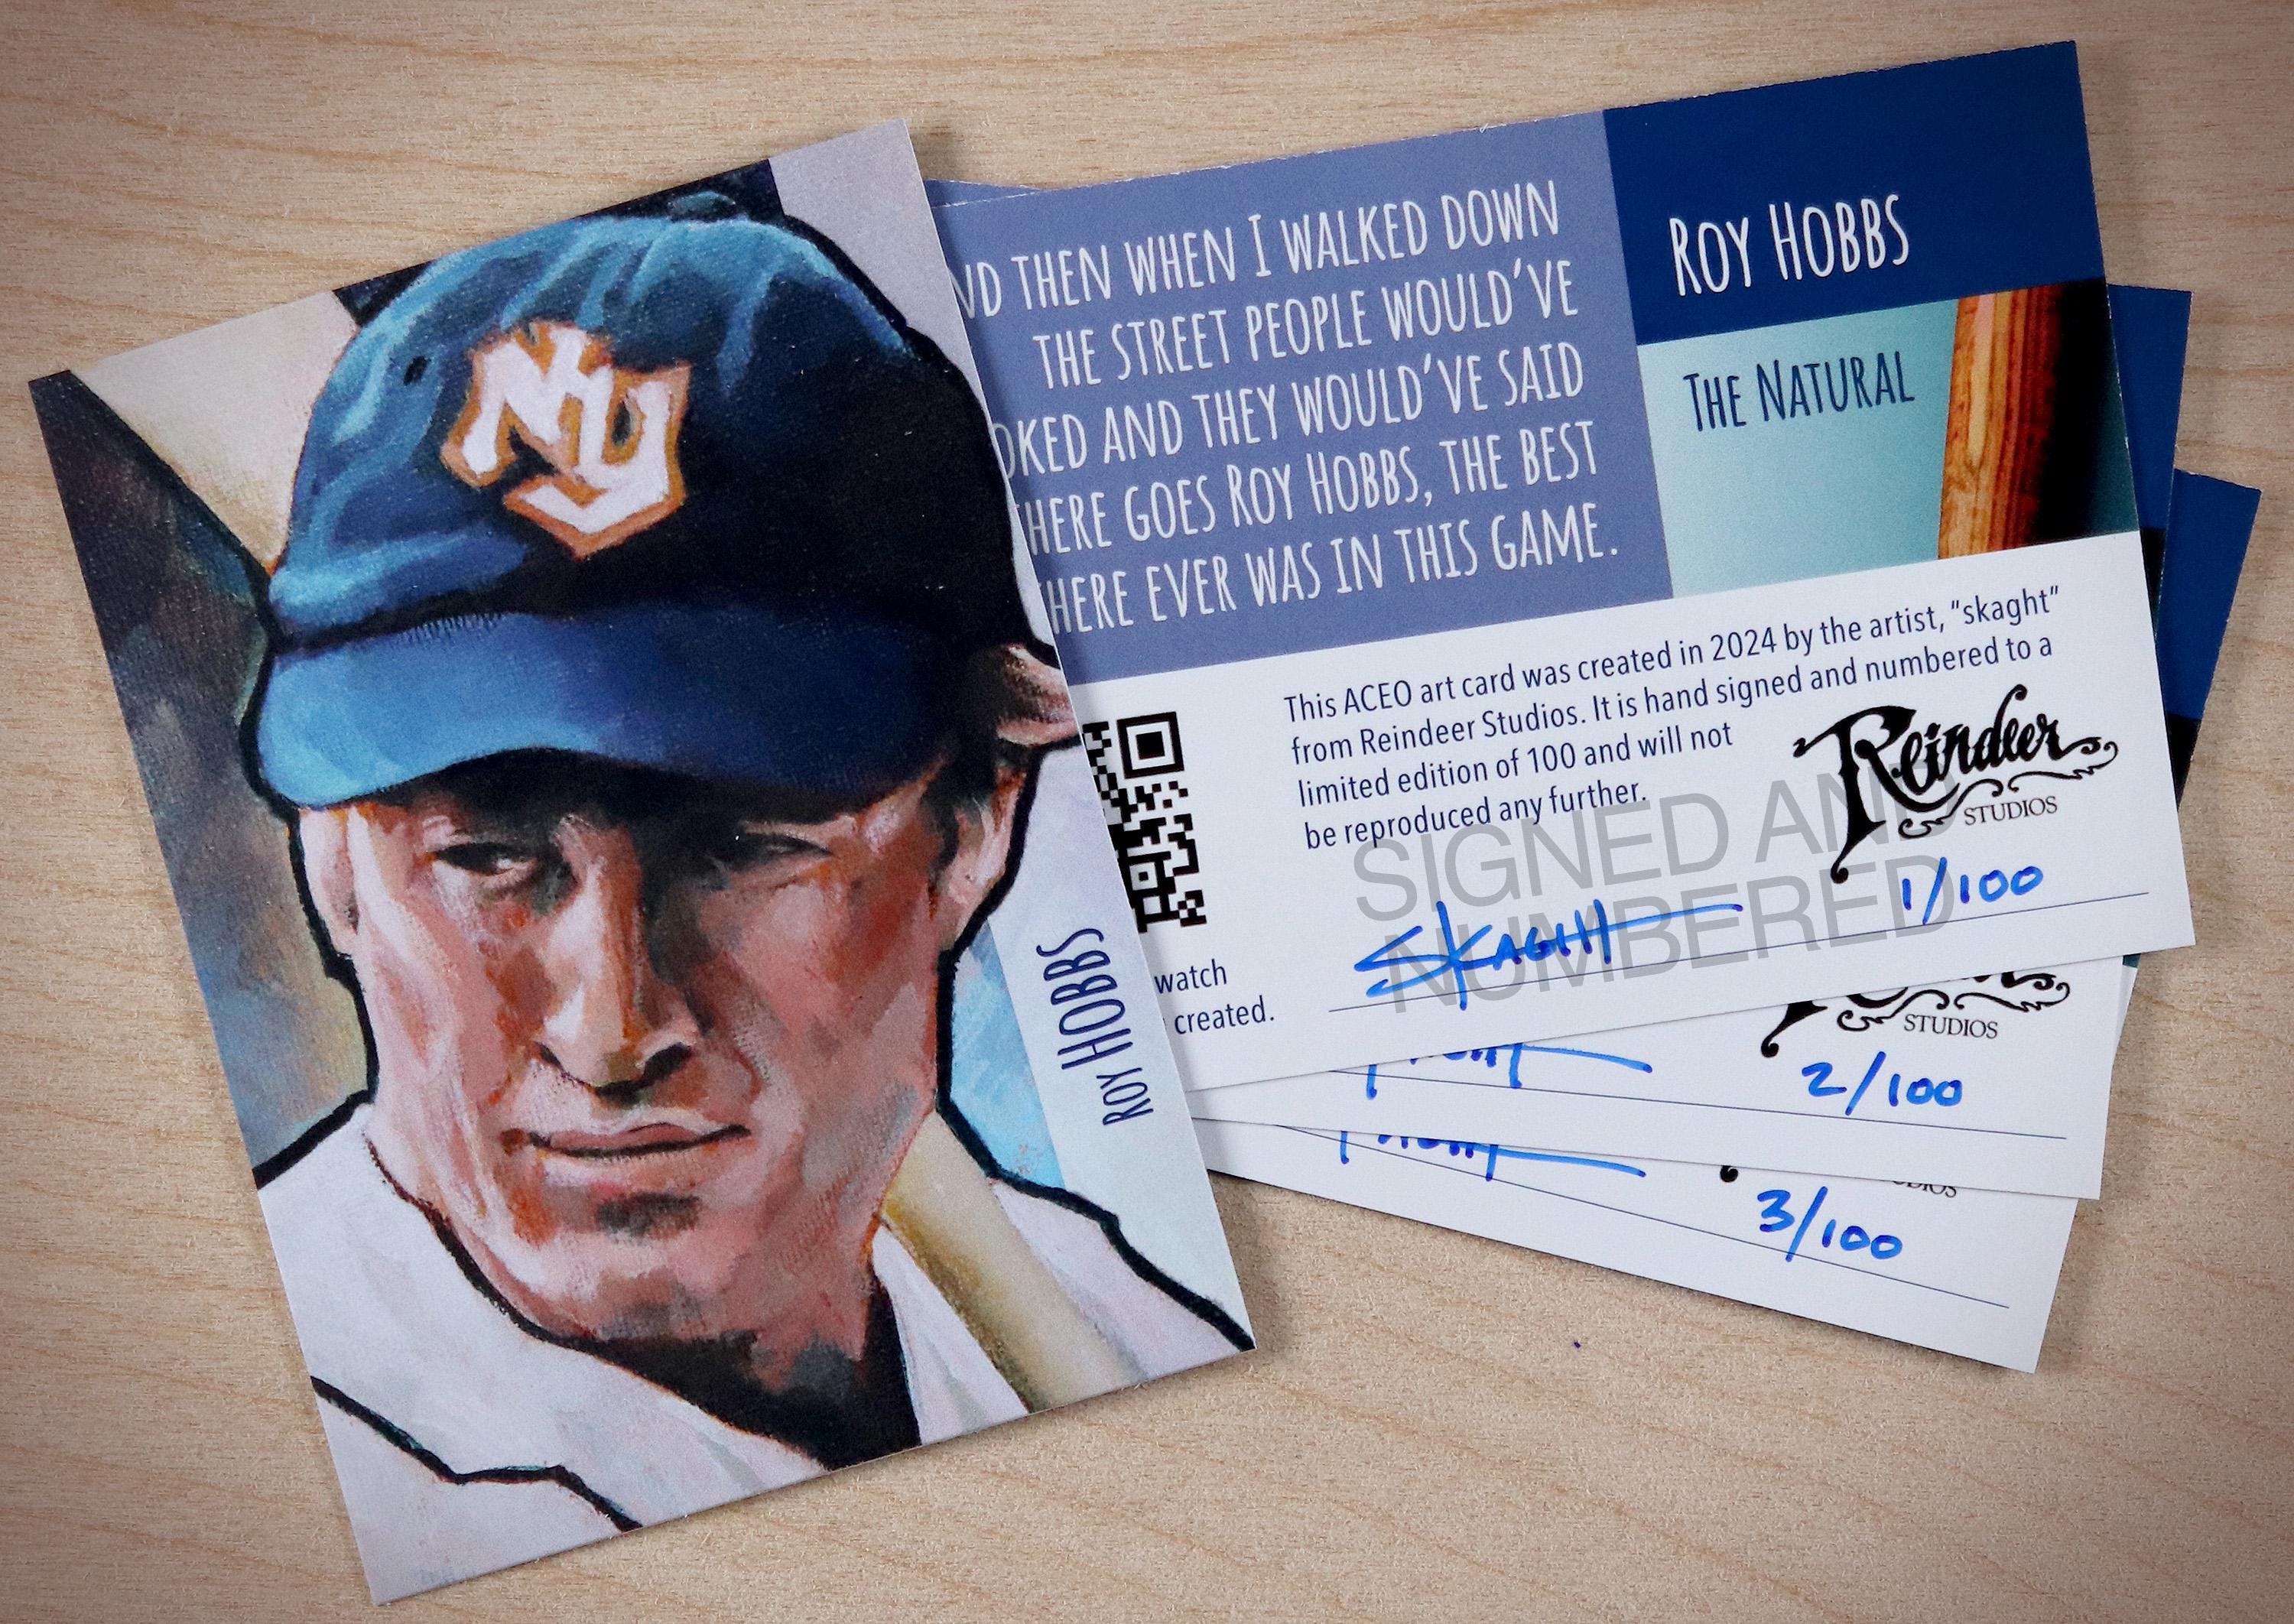 NY
ROY HOBBS
THEN WHEN I WALKED DOWN
THE STREET PEOPLE WOULD'VE
AND THEY WOULD'VE SAID
GOES ROY HOBBS, THE BEST
EVER WAS IN THIS GAME.
ROY HOBBS
THE NATURAL
This ACEO art card was created in 2024 by the artist, "skaght"
from Reindeer Studios. It is hand signed and numbered to a
limited edition of 100 and will not
be reproduced any further.
Reindeer
STUDIOS
SIGNED AND
NUMBERED
SKAGHT 1/100
watch
created.
STUDIOS
2/100
3/100